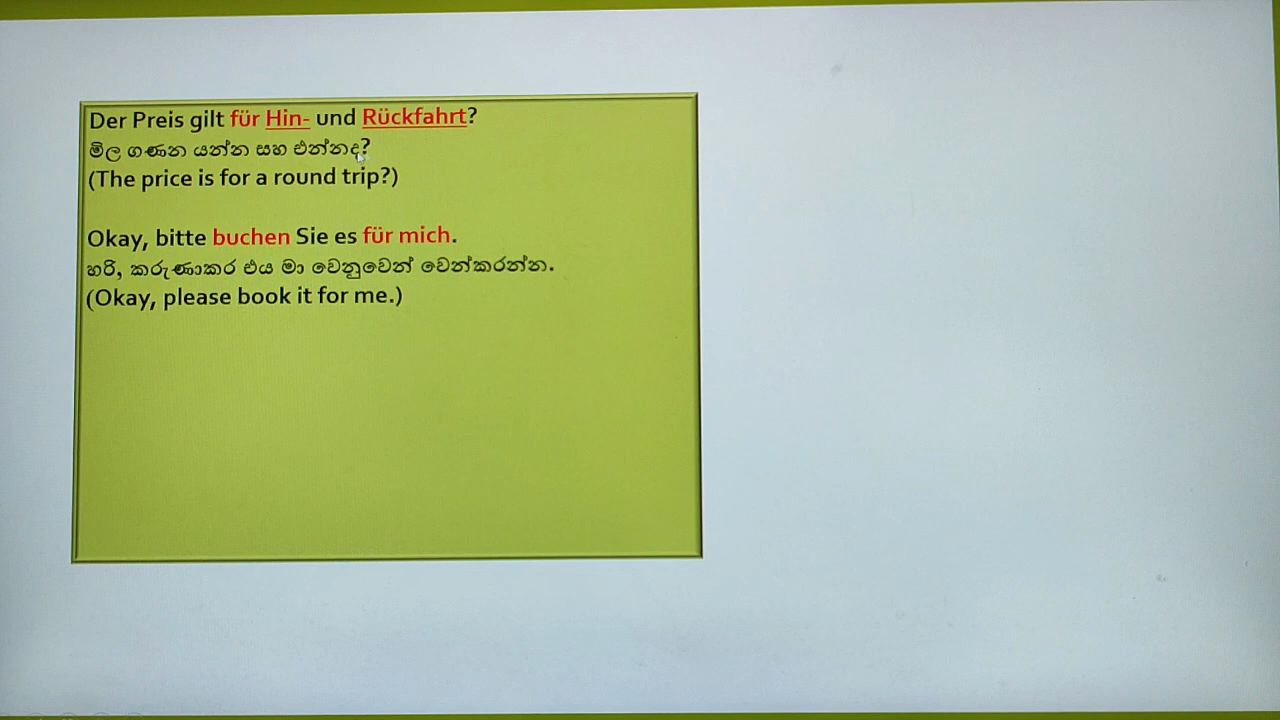 Der Preis gilt für Hin- und Rückfahrt?
මිල ගණන යන්න සහ එන්නද?
(The price is for a round trip?)
Okay, bitte buchen Sie es für mich.
හරි, කරුණාකර එය මා වෙනුවෙන් වෙන්කරන්න.
(Okay, please book it for me.)